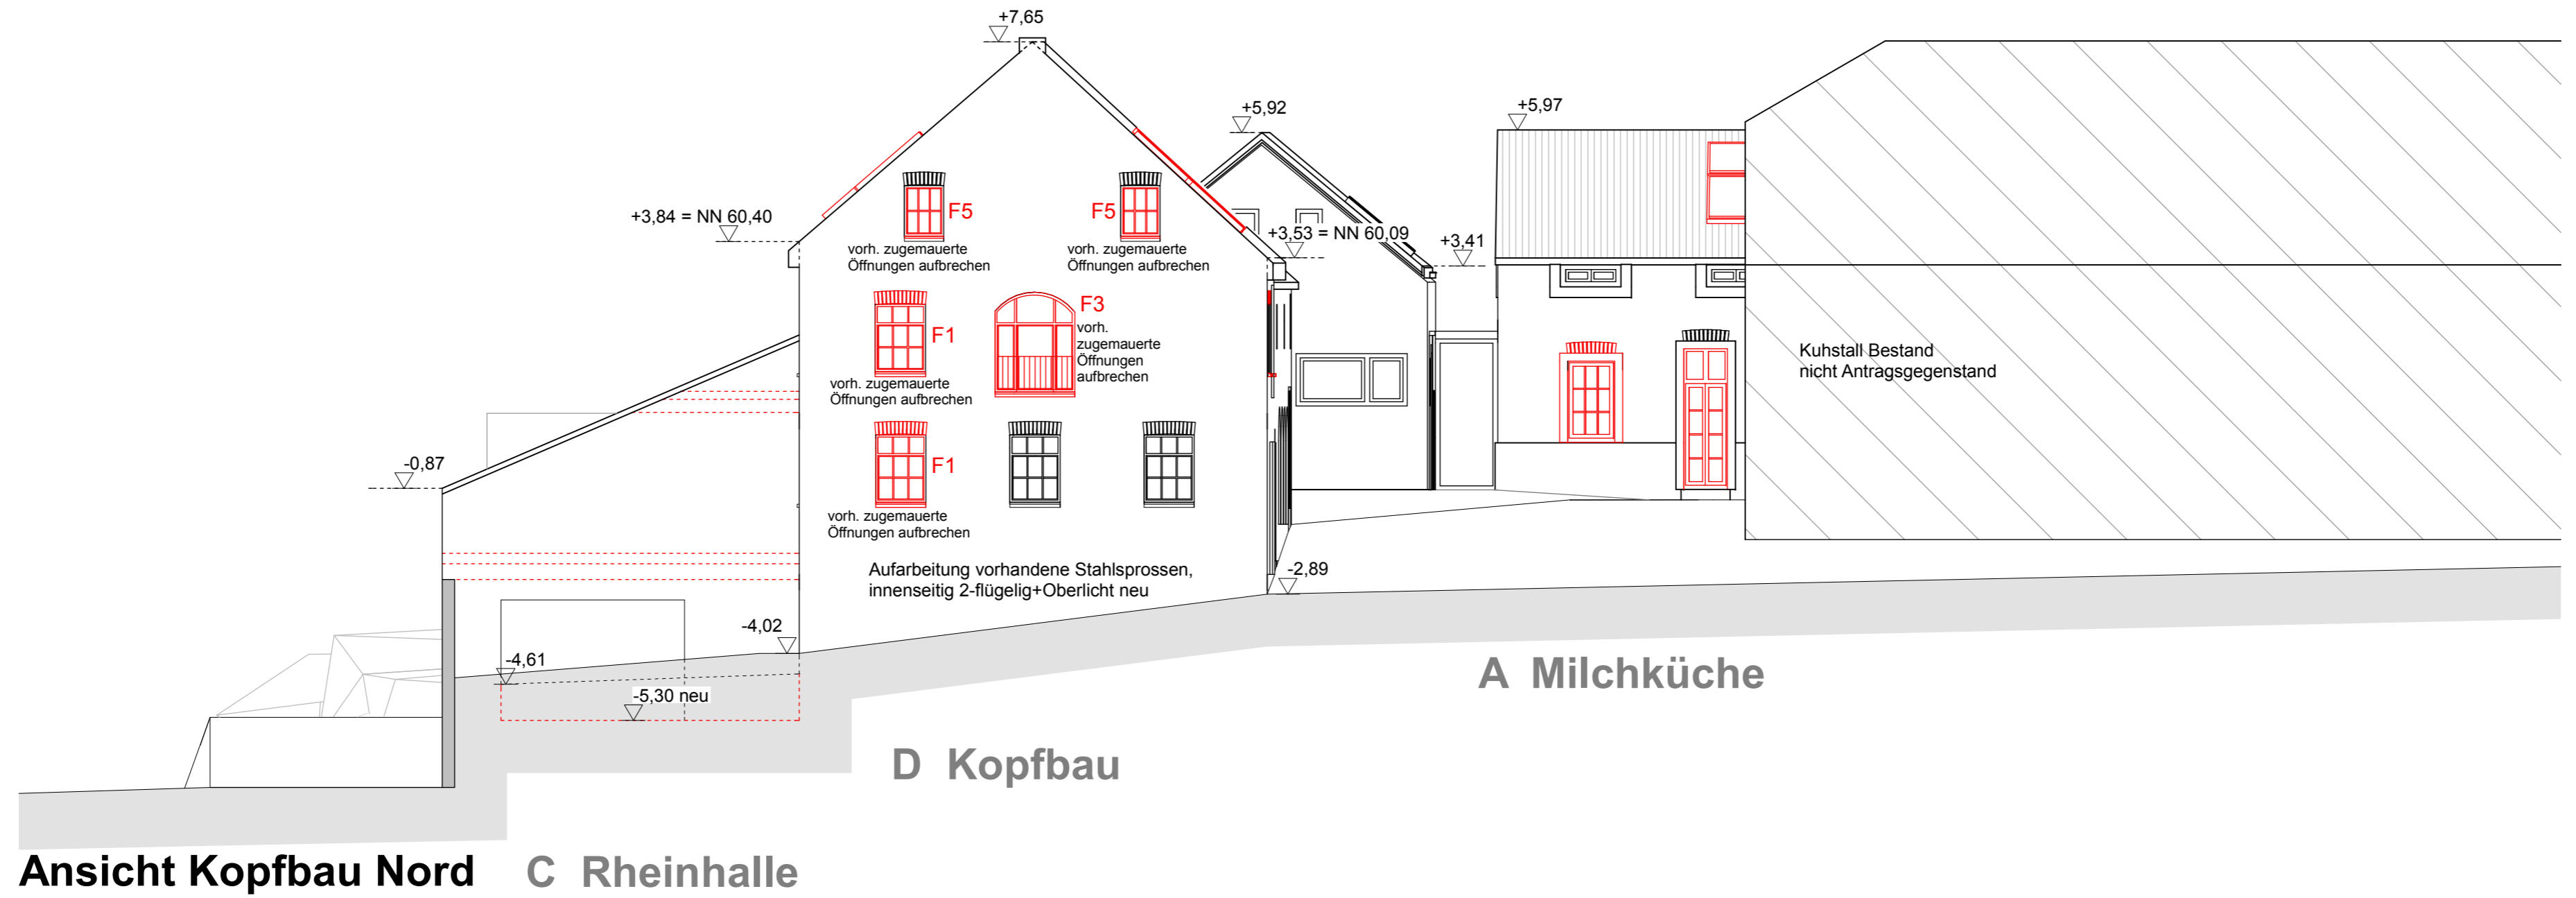 +7,65
+5,92
+5,97
+3,84 = NN 60,40
F5
F5
+3,53 = NN 60,09
+3,41
vorh. zugemauerte
Öffnungen aufbrechen
vorh. zugemauerte
Öffnungen aufbrechen
F1
F3
vorh.
zugemauerte
Öffnungen
aufbrechen
vorh. zugemauerte
Öffnungen aufbrechen
Kuhstall Bestand
nicht Antragsgegenstand
-0,87
F1
vorh. zugemauerte
Öffnungen aufbrechen
Aufarbeitung vorhandene Stahlsprossen,
innenseitig 2-flügelig+Oberlicht neu
-2,89
-4,02
-4,61
-5,30 neu
A Milchküche
D Kopfbau
Ansicht Kopfbau Nord
C Rheinhalle